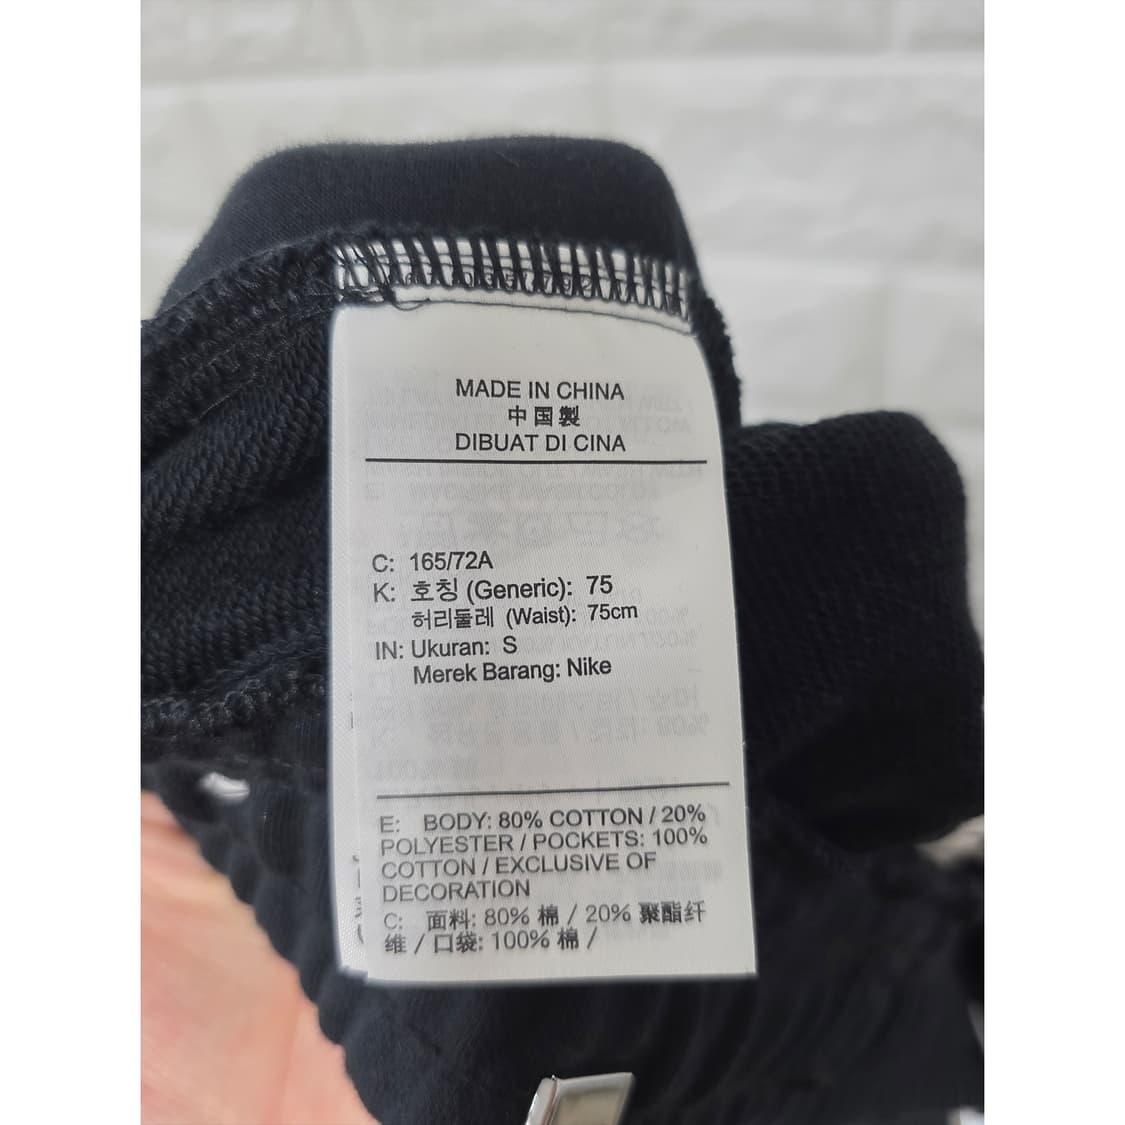 MADE IN CHINA
中国製
DIBUAT DI CINA
C: 165/72A
K: 호칭 (Generic): 75
허리둘레 (Waist): 75cm
IN: Ukuran: S
Merek Barang: Nike
E: BODY: 80% COTTON / 20%
POLYESTER / POCKETS: 100%
COTTON / EXCLUSIVE OF
DECORATION
C: 面料: 80% 棉 / 20% 聚酯纤
维 / 口袋: 100% 棉 /